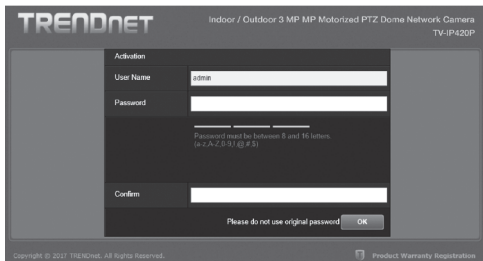 TRENDnet
Indoor / Outdoor 3 MP MP Motorized PTZ Dome Network Camera
TV-IP420P
Activation
User Name
admin
Password
Password must be between 8 and 16 letters.
(a-z,A-Z,0-9,!,@,#,$)
Confirm
Please do not use original password
OK
Copyright © 2017 TRENDnet. All Rights Reserved.
Product Warranty Registration